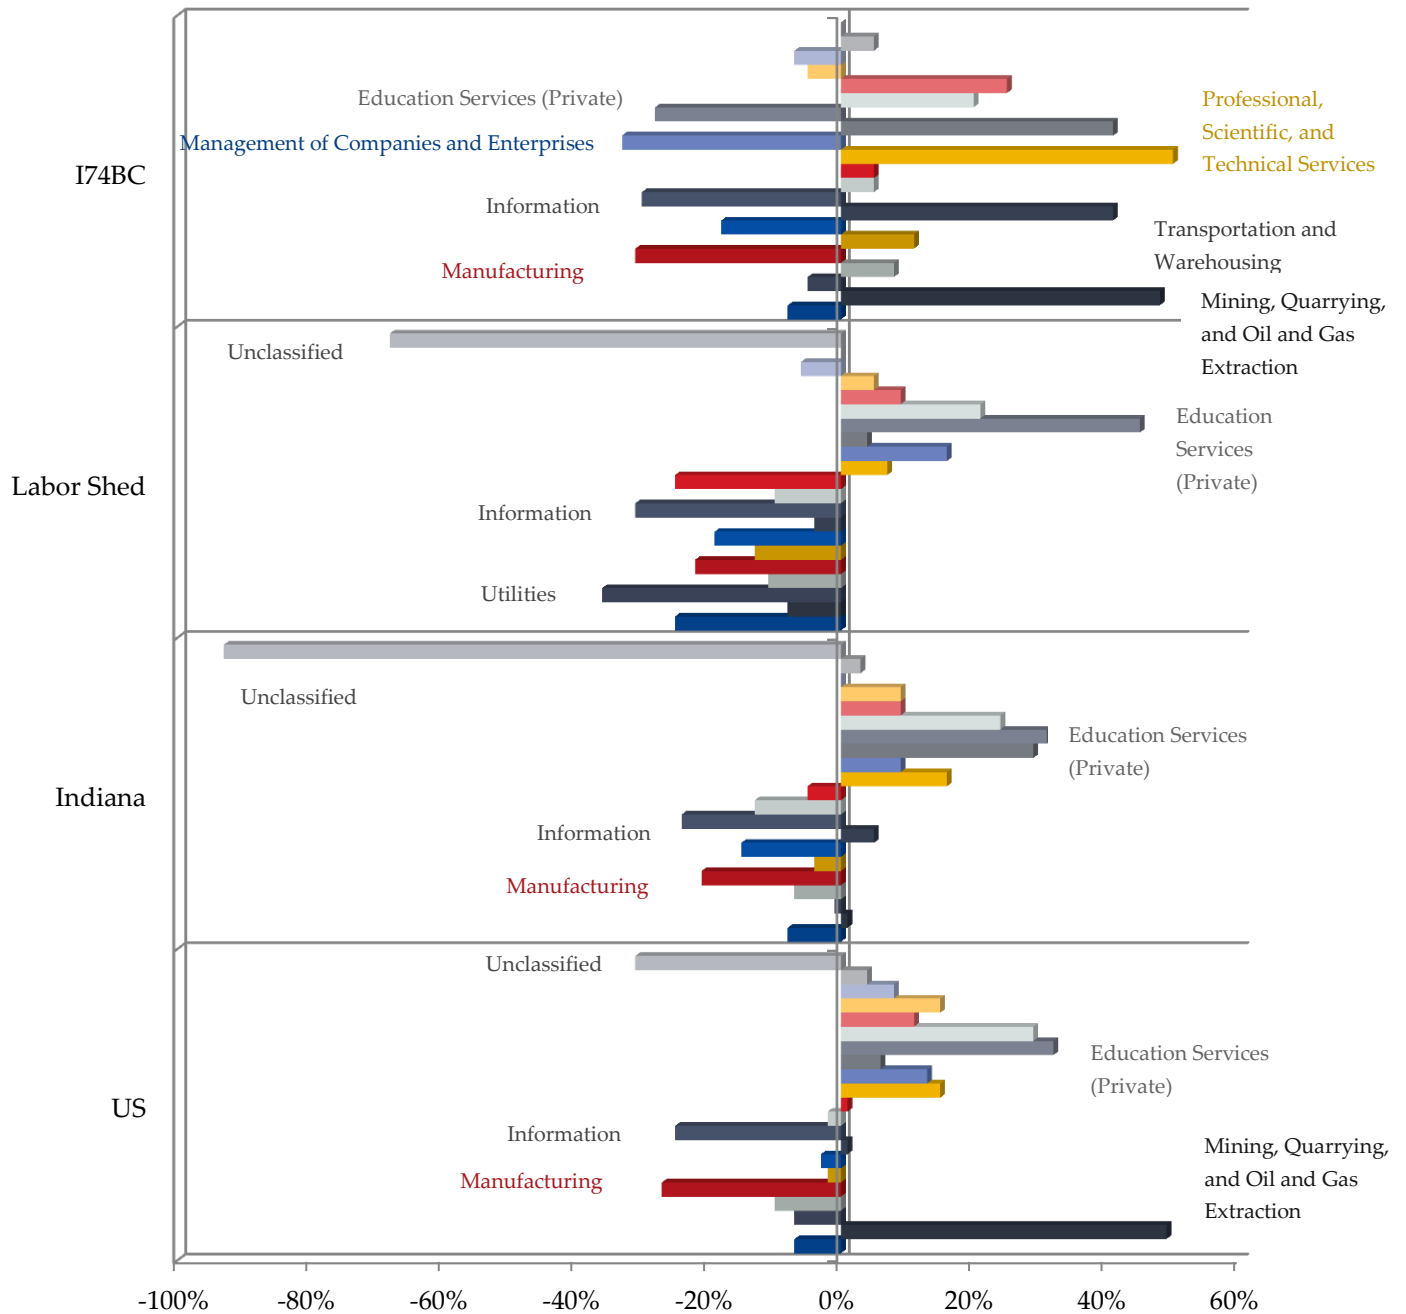 Education Services (Private)
Professional,
Scientific, and
Technical Services
Management of Companies and Enterprises
I74BC
Information
Transportation and
Warehousing
Manufacturing
Mining, Quarrying,
and Oil and Gas
Extraction
Unclassified
Education
Services
(Private)
Labor Shed
Information
Utilities
Unclassified
Education Services
(Private)
Indiana
Information
Manufacturing
Unclassified
Education Services
(Private)
US
Information
Mining, Quarrying,
and Oil and Gas
Extraction
Manufacturing
-100% -80% -60% -40% -20% 0% 20% 40% 60%